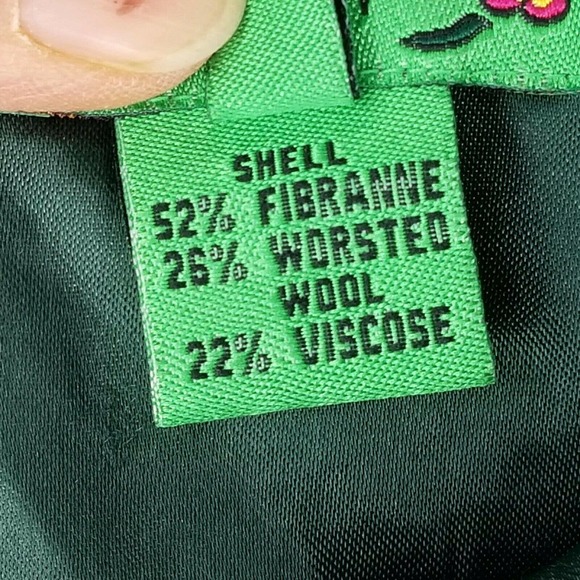 SHELL
52% FIBRANNE
26% WORSTED
WOOL
22% VISCOSE